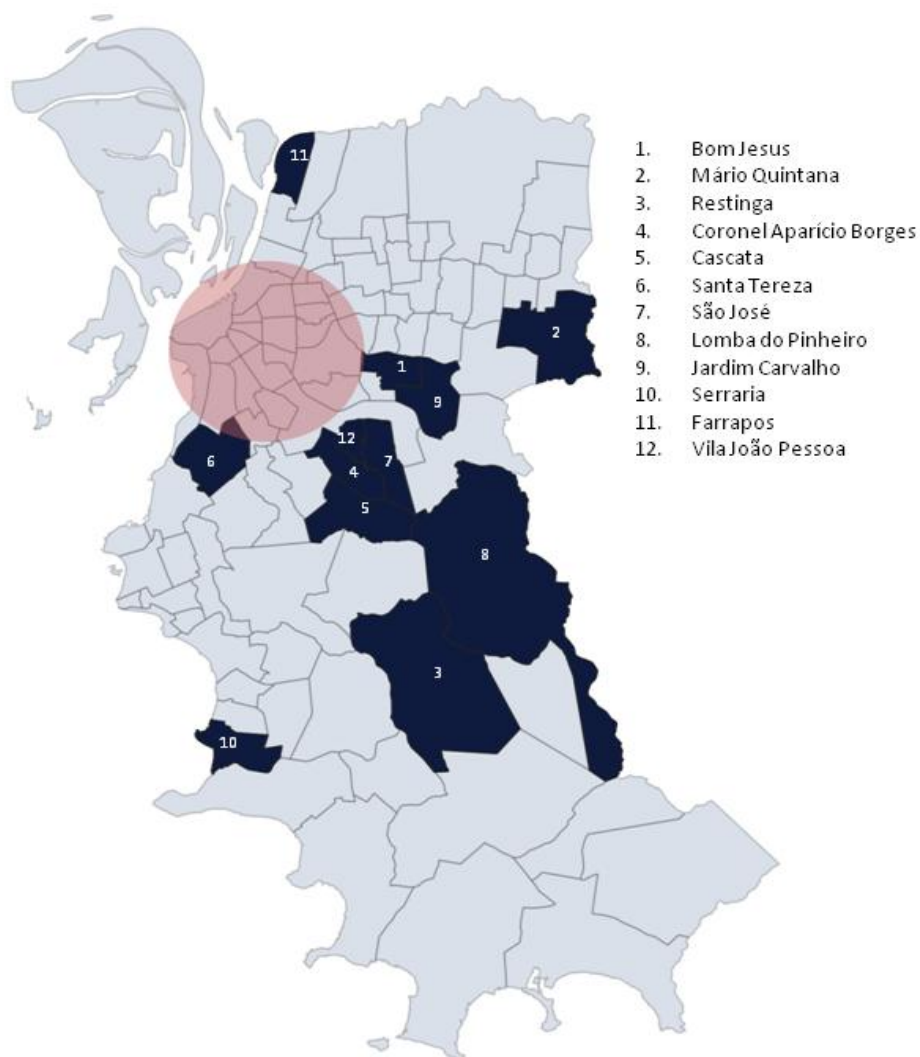 11
1. Bom Jesus
2. Mário Quintana
3. Restinga
4. Coronel Aparício Borges
5. Cascata
6. Santa Tereza
7. São José
8. Lomba do Pinheiro
9. Jardim Carvalho
10. Serraria
11. Farrapos
12. Vila João Pessoa
2
1
9
12
7
6
4
5
8
3
10